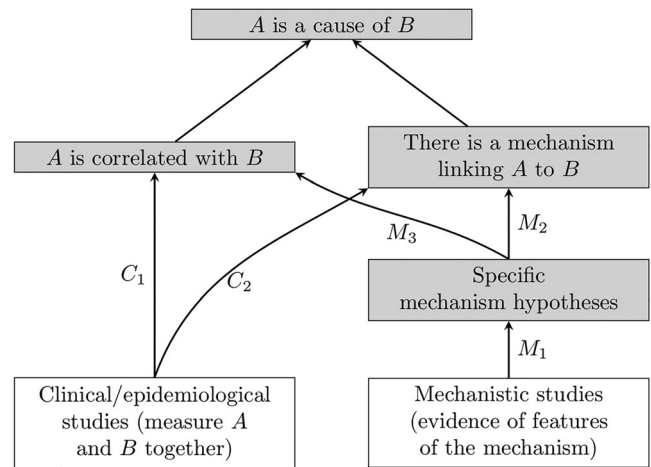 A is a cause of B
A is correlated with B
There is a mechanism
linking A to B
M3
M2
C1
C2
Specific
mechanism hypotheses
M1
Clinical/epidemiological
studies (measure A
and B together)
Mechanistic studies
(evidence of features
of the mechanism)